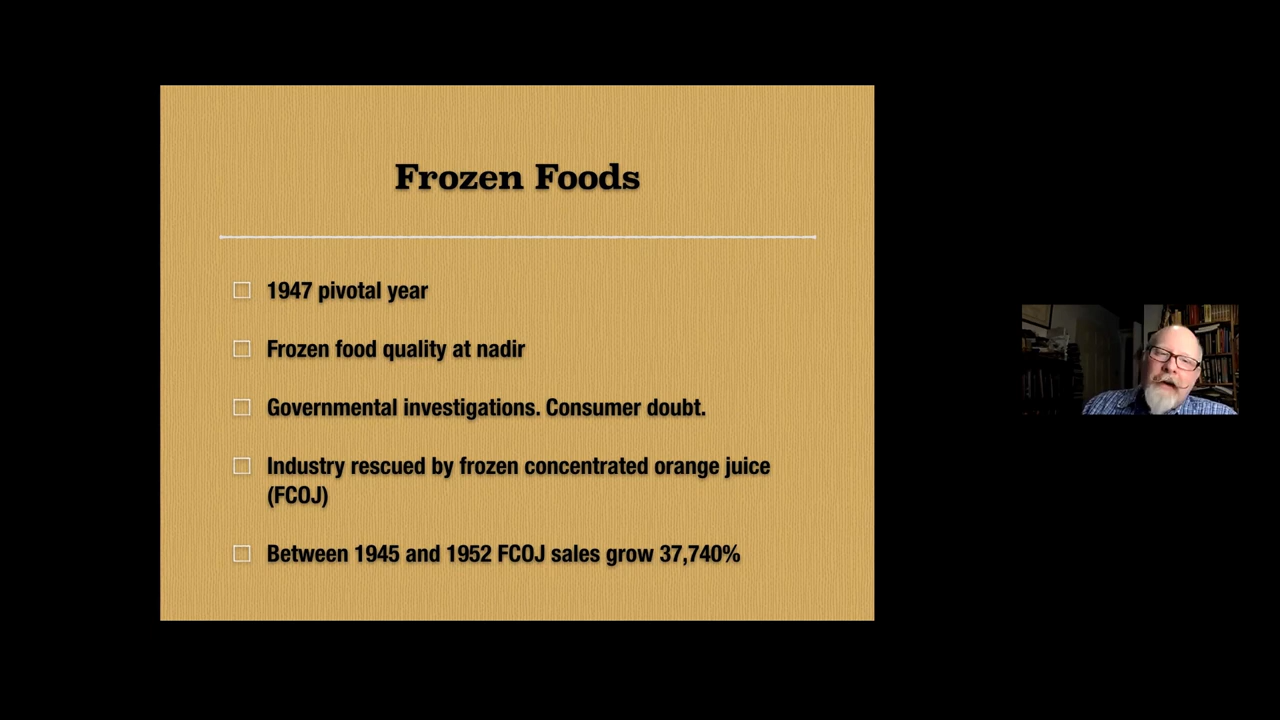 Frozen Foods
1947 pivotal year
Frozen food quality at nadir
Governmental investigations. Consumer doubt.
Industry rescued by frozen concentrated orange juice
(FCOJ)
Between 1945 and 1952 FCOJ sales grow 37,740%